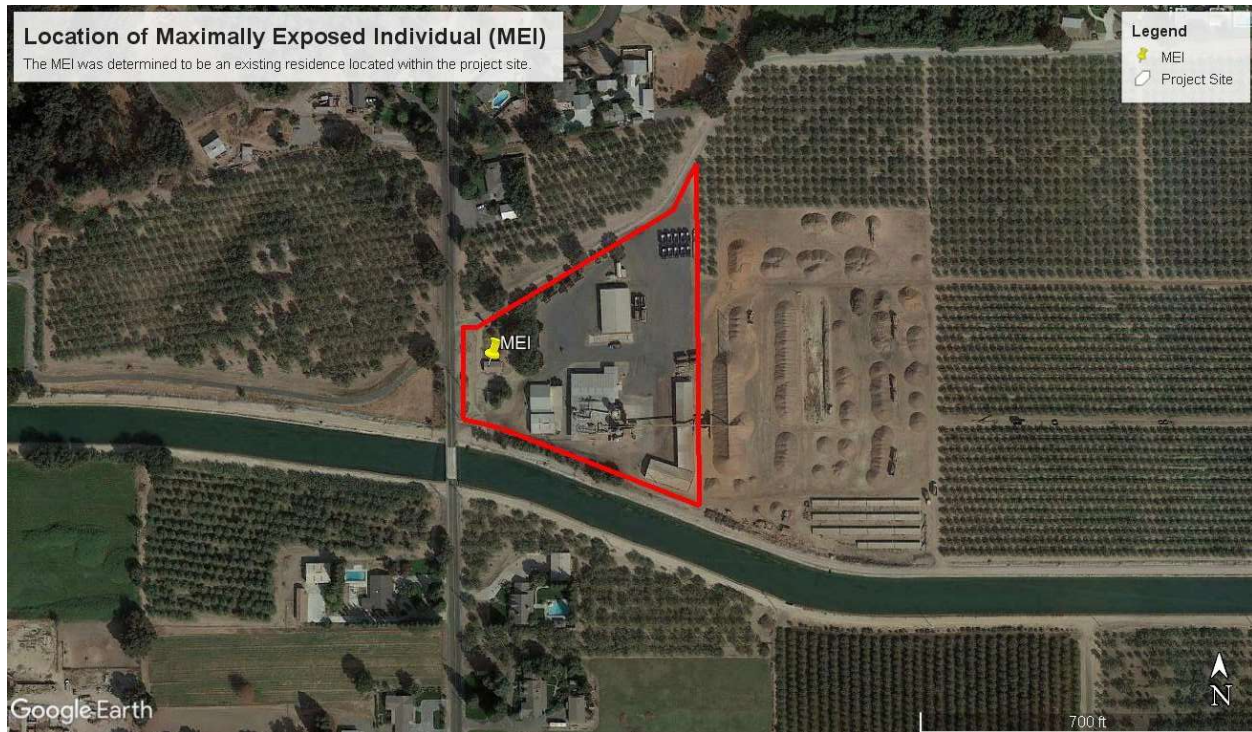 Location of Maximally Exposed Individual (MEI)
The MEI was determined to be an existing residence located within the project site.
Legend
MEI
Project Site
MEI
Google Earth
700 ft
N